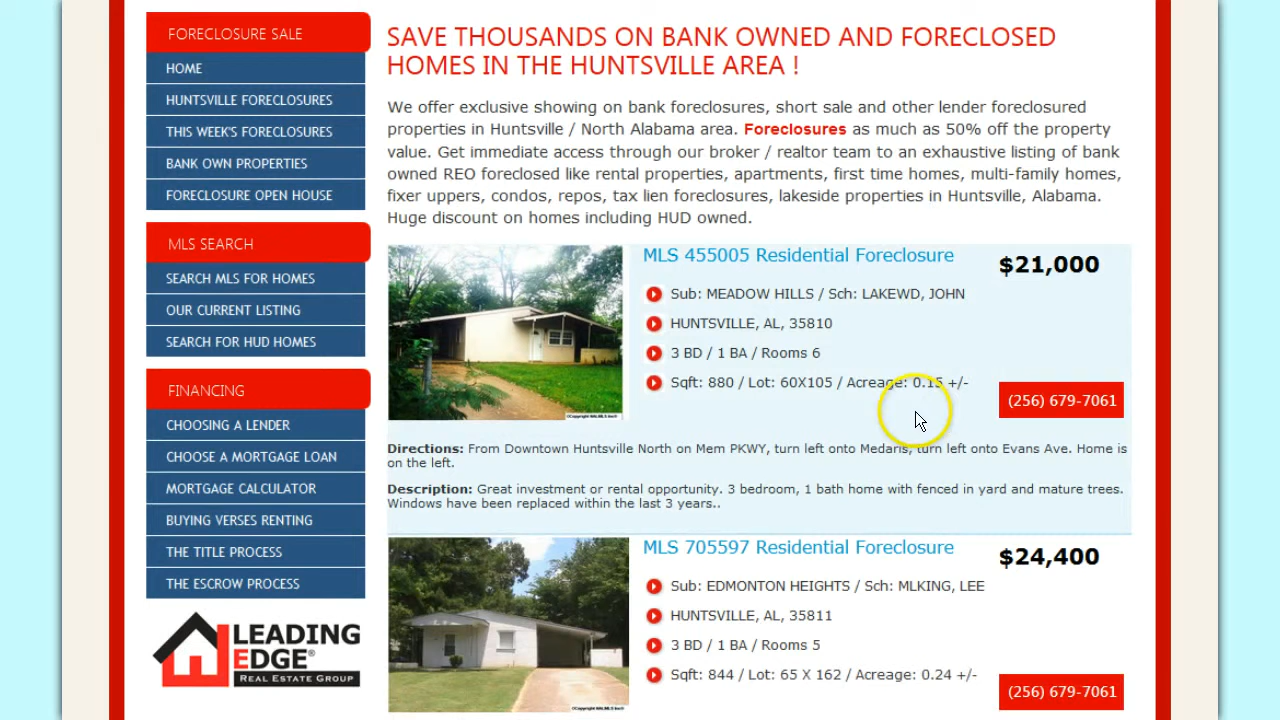 FORECLOSURE SALE
HOME
HUNTSVILLE FORECLOSURES
THIS WEEK'S FORECLOSURES
BANK OWN PROPERTIES
FORECLOSURE OPEN HOUSE
MLS SEARCH
SEARCH MLS FOR HOMES
OUR CURRENT LISTING
SEARCH FOR HUD HOMES
FINANCING
CHOOSING A LENDER
CHOOSE A MORTGAGE LOAN
MORTGAGE CALCULATOR
BUYING VERSES RENTING
THE TITLE PROCESS
THE ESCROW PROCESS
LEADING
EDGE®
REAL ESTATE GROUP
SAVE THOUSANDS ON BANK OWNED AND FORECLOSED
HOMES IN THE HUNTSVILLE AREA !
We offer exclusive showing on bank foreclosures, short sale and other lender foreclosured
properties in Huntsville / North Alabama area. Foreclosures as much as 50% off the property
value. Get immediate access through our broker / realtor team to an exhaustive listing of bank
owned REO foreclosed like rental properties, apartments, first time homes, multi-family homes,
fixer uppers, condos, repos, tax lien foreclosures, lakeside properties in Huntsville, Alabama.
Huge discount on homes including HUD owned.
MLS 455005 Residential Foreclosure
$21,000
Sub: MEADOW HILLS / Sch: LAKEWD, JOHN
HUNTSVILLE, AL, 35810
3 BD / 1 BA / Rooms 6
Sqft: 880 / Lot: 60X105 / Acreage: 0.15 +/-
(256) 679-7061
©Copyright VALMLS Inc®
Directions: From Downtown Huntsville North on Mem PKWY, turn left onto Medaris, turn left onto Evans Ave. Home is
on the left.
Description: Great investment or rental opportunity. 3 bedroom, 1 bath home with fenced in yard and mature trees.
Windows have been replaced within the last 3 years..
MLS 705597 Residential Foreclosure
$24,400
Sub: EDMONTON HEIGHTS / Sch: MLKING, LEE
HUNTSVILLE, AL, 35811
3 BD / 1 BA / Rooms 5
Sqft: 844 / Lot: 65 X 162 / Acreage: 0.24 +/-
(256) 679-7061
©Copyright VALMLS Inc®